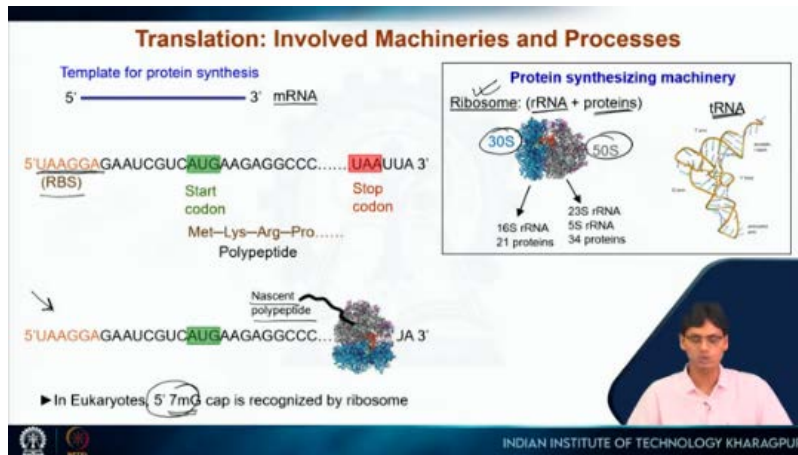 Translation: Involved Machineries and Processes
Template for protein synthesis
5' 3' mRNA
5'UAAGGAGAAUCGUCAUGAAGAGGCCC...... UAAUUA 3'
(RBS)
Start
codon
Stop
codon
Met–Lys–Arg–Pro......
Polypeptide
Nascent
polypeptide
5'UAAGGAGAAUCGUCAUGAAGAGGCCC... JA 3'
►In Eukaryotes, 5' 7mG cap is recognized by ribosome
Protein synthesizing machinery
Ribosome: (rRNA + proteins)
tRNA
30S
50S
16S rRNA
21 proteins
23S rRNA
5S rRNA
34 proteins
INDIAN INSTITUTE OF TECHNOLOGY KHARAGPUR